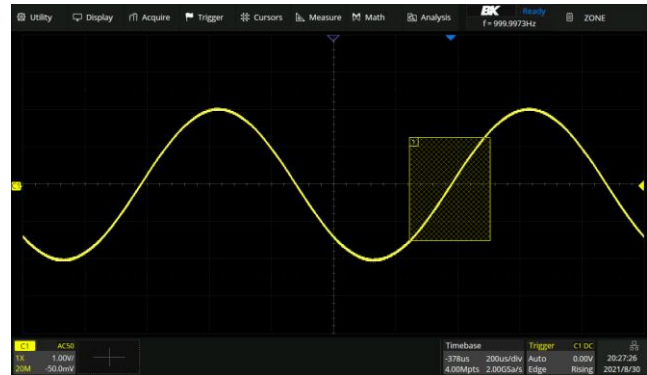 Utility Display Acquire Trigger Cursors Measure Math Analysis BK Ready f = 999.9973Hz ZONE
1
C1
C1 AC50
1X 1.00V/
20M -50.0mV
Timebase
-378us 200us/div
4.00Mpts 2.00GSa/s
Trigger C1 DC
Auto 0.00V
Edge Rising
20:27:26
2021/8/30